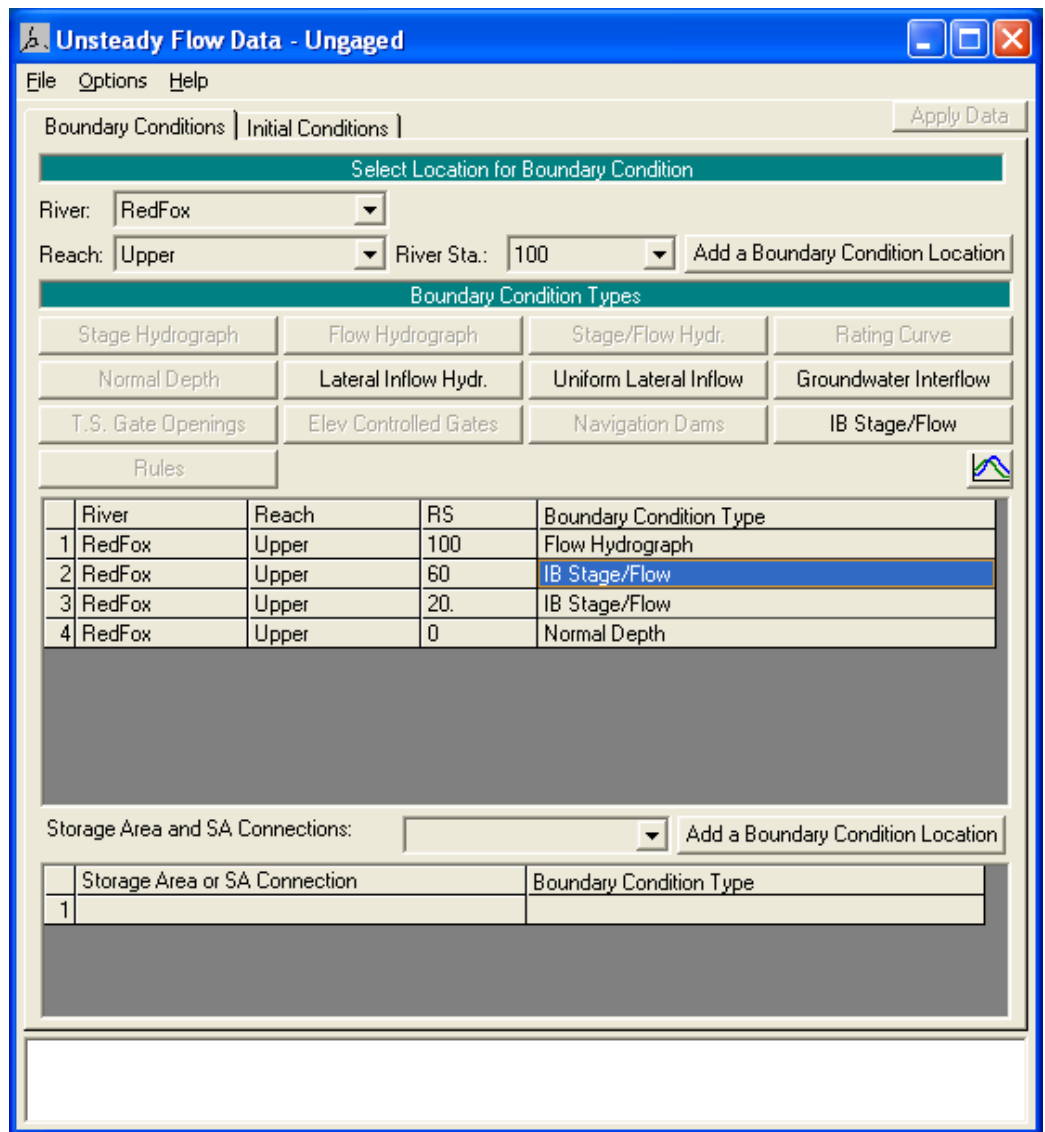 Unsteady Flow Data - Ungaged
File Options Help
Boundary Conditions Initial Conditions Apply Data
Select Location for Boundary Condition
River: RedFox
Reach: Upper River Sta.: 100 Add a Boundary Condition Location
Boundary Condition Types
Stage Hydrograph Flow Hydrograph Stage/Flow Hydr. Rating Curve
Normal Depth Lateral Inflow Hydr. Uniform Lateral Inflow Groundwater Interflow
T.S. Gate Openings Elev Controlled Gates Navigation Dams IB Stage/Flow
Rules
River Reach RS Boundary Condition Type
1 RedFox Upper 100 Flow Hydrograph
2 RedFox Upper 60 IB Stage/Flow
3 RedFox Upper 20. IB Stage/Flow
4 RedFox Upper 0 Normal Depth
Storage Area and SA Connections: Add a Boundary Condition Location
Storage Area or SA Connection Boundary Condition Type
1